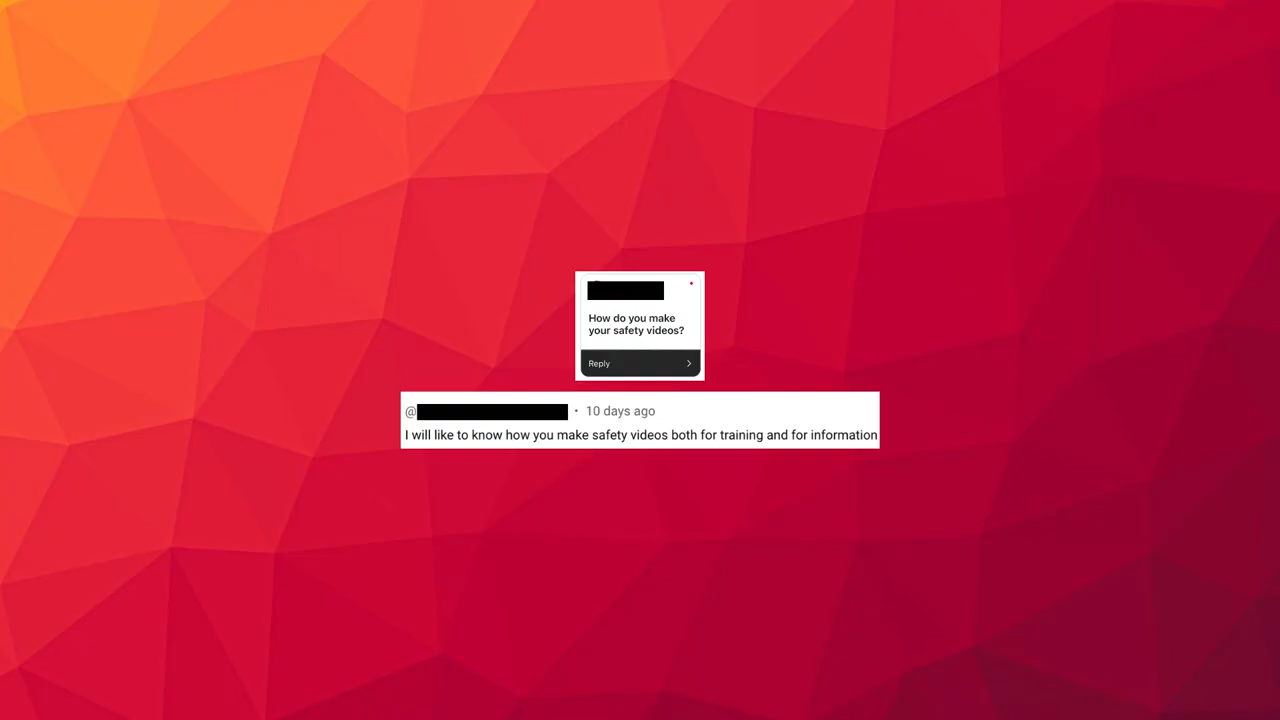 How do you make
your safety videos?
Reply
@ • 10 days ago
I will like to know how you make safety videos both for training and for information